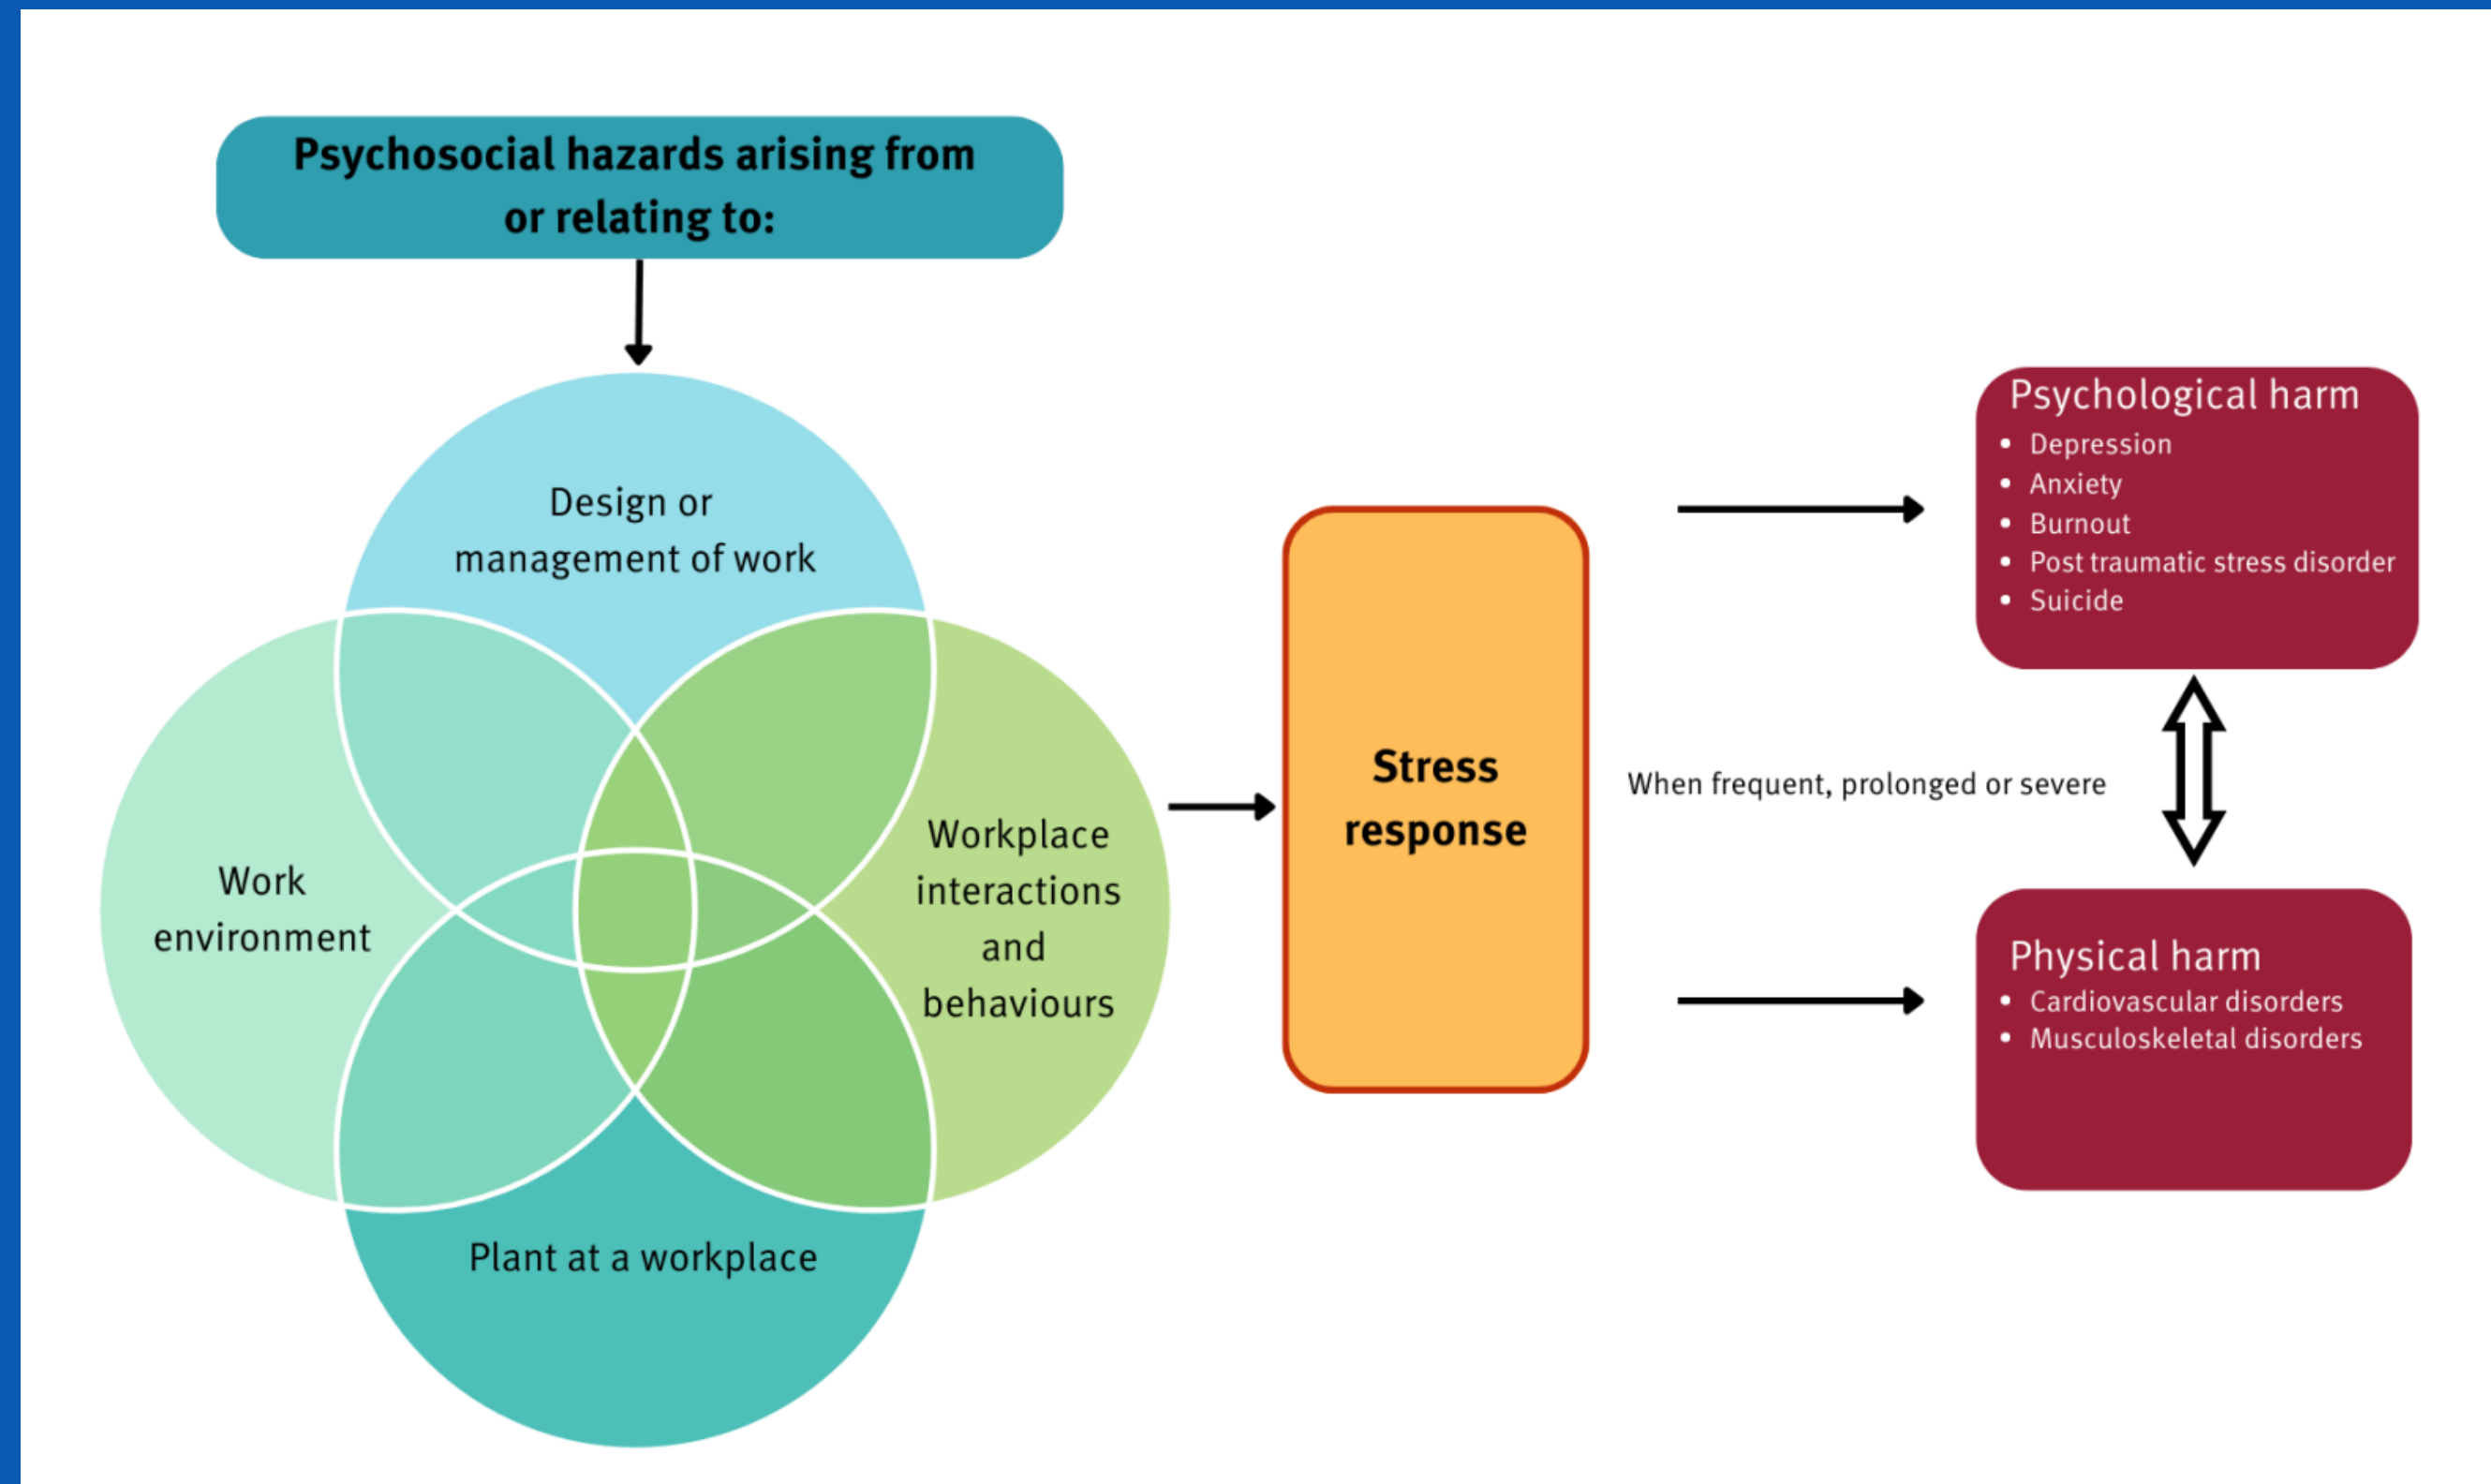 Psychosocial hazards arising from
or relating to:
Design or
management of work
Work
environment
Workplace
interactions
and
behaviours
Plant at a workplace
Stress
response
When frequent, prolonged or severe
Psychological harm
• Depression
• Anxiety
• Burnout
• Post traumatic stress disorder
• Suicide
Physical harm
• Cardiovascular disorders
• Musculoskeletal disorders